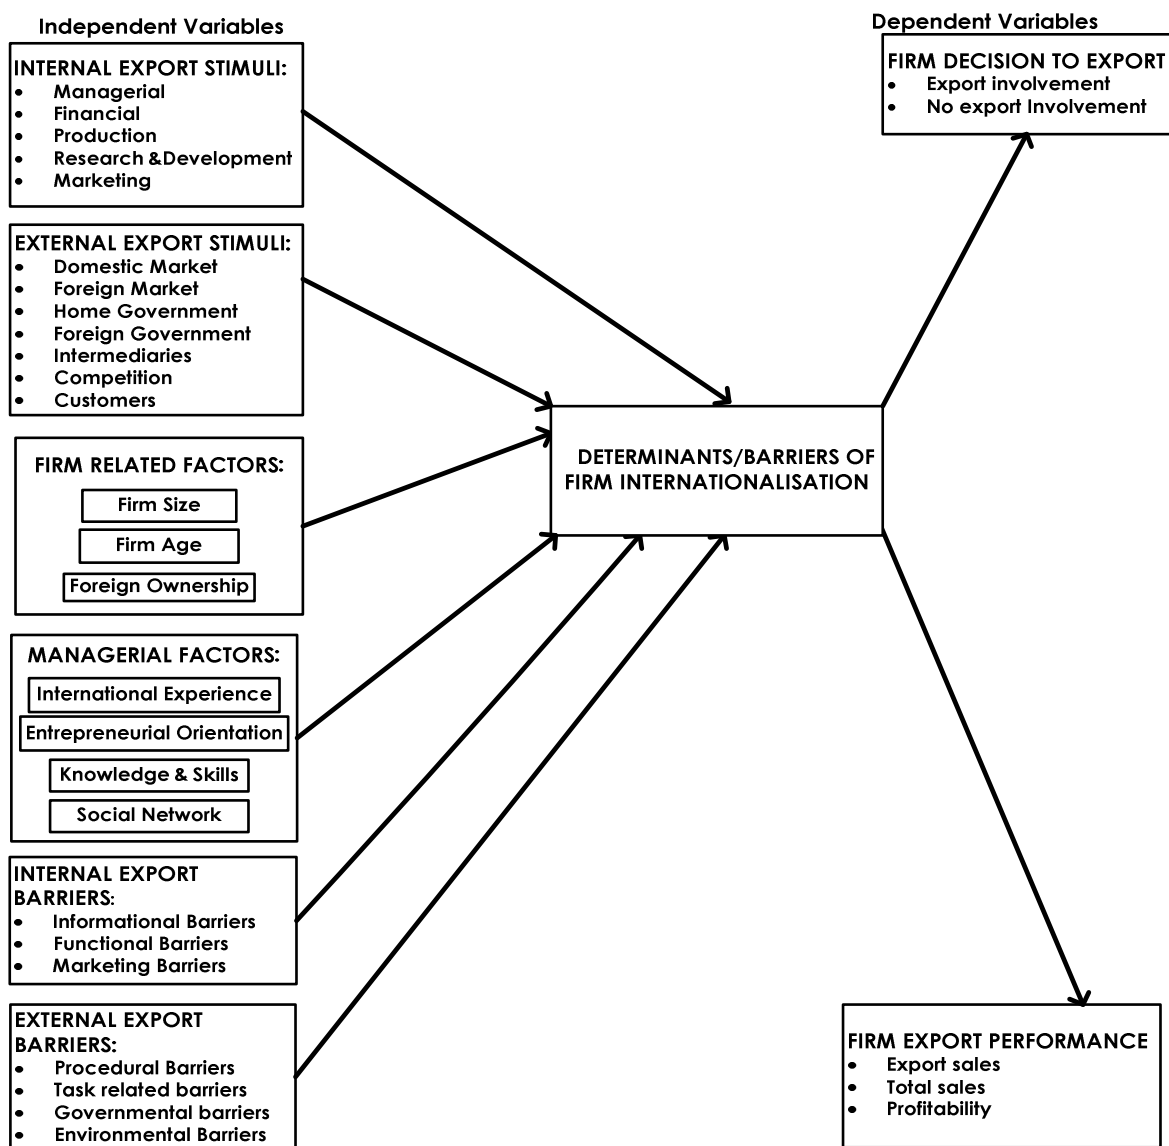 Independent Variables
INTERNAL EXPORT STIMULI:
• Managerial
• Financial
• Production
• Research &Development
• Marketing
EXTERNAL EXPORT STIMULI:
• Domestic Market
• Foreign Market
• Home Government
• Foreign Government
• Intermediaries
• Competition
• Customers
FIRM RELATED FACTORS:
Firm Size
Firm Age
Foreign Ownership
MANAGERIAL FACTORS:
International Experience
Entrepreneurial Orientation
Knowledge & Skills
Social Network
INTERNAL EXPORT
BARRIERS:
• Informational Barriers
• Functional Barriers
• Marketing Barriers
EXTERNAL EXPORT
BARRIERS:
• Procedural Barriers
• Task related barriers
• Governmental barriers
• Environmental Barriers
DETERMINANTS/BARRIERS OF
FIRM INTERNATIONALISATION
Dependent Variables
FIRM DECISION TO EXPORT
• Export involvement
• No export Involvement
FIRM EXPORT PERFORMANCE
• Export sales
• Total sales
• Profitability